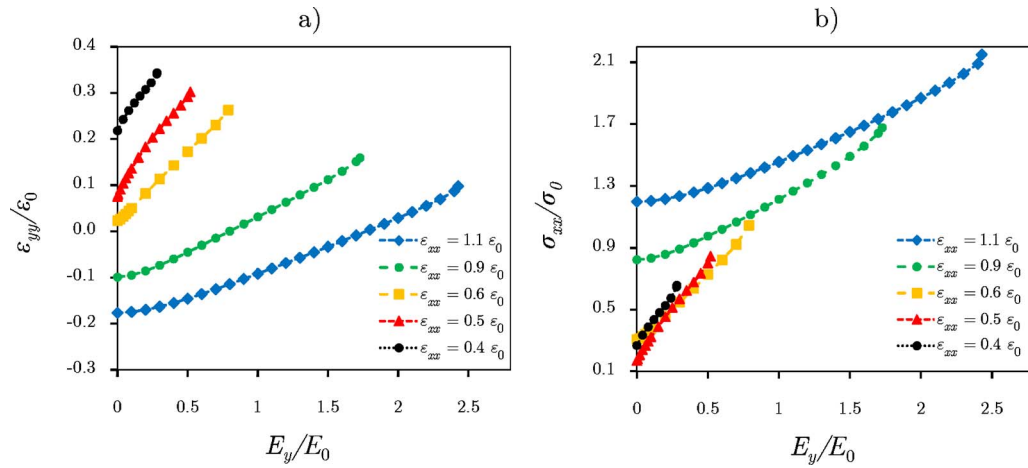 a)
0.4
0.3
0.2
0.1
0.0
-0.1
-0.2
-0.3
ε_yy/ε_0
0 0.5 1 1.5 2 2.5
E_y/E_0
ε_xx = 1.1 ε_0
ε_xx = 0.9 ε_0
ε_xx = 0.6 ε_0
ε_xx = 0.5 ε_0
ε_xx = 0.4 ε_0
b)
2.1
1.7
1.3
0.9
0.5
0.1
σ_xx/σ_0
0 0.5 1 1.5 2 2.5
E_y/E_0
ε_xx = 1.1 ε_0
ε_xx = 0.9 ε_0
ε_xx = 0.6 ε_0
ε_xx = 0.5 ε_0
ε_xx = 0.4 ε_0